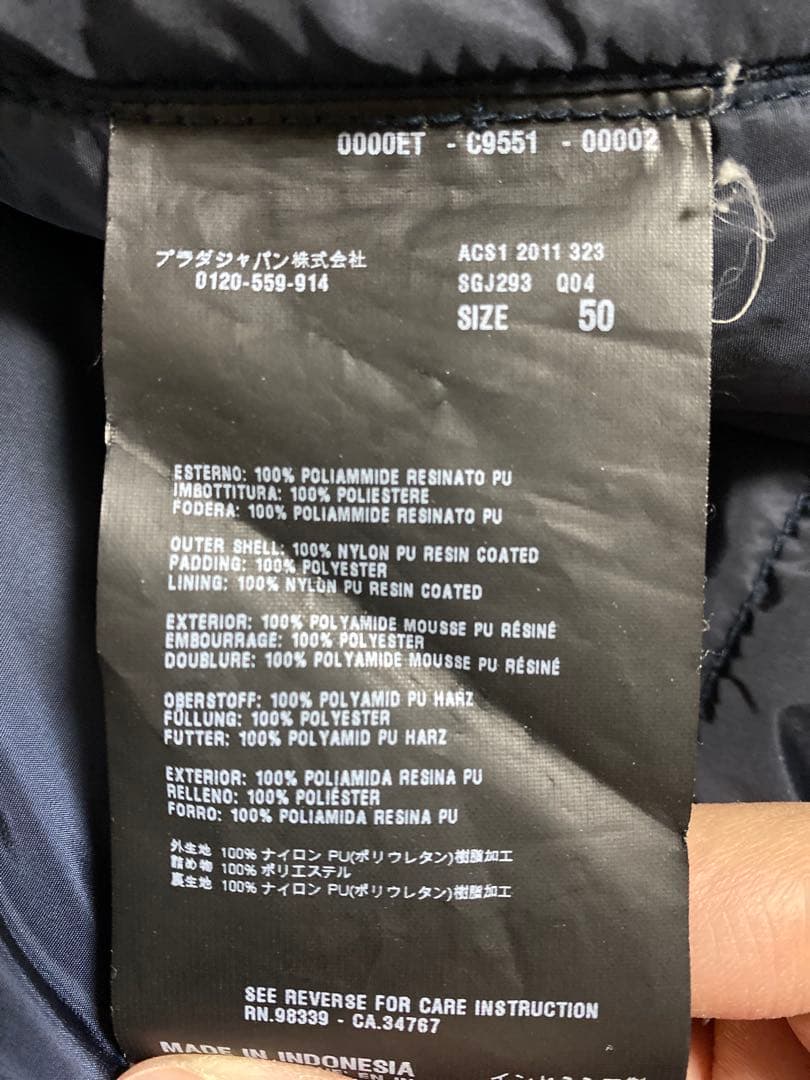 0000ET - C9551 - 00002
プラダジャパン株式会社
0120-559-914
ACS1 2011 323
SGJ293 Q04
SIZE 50
ESTERNO: 100% POLIAMMIDE RESINATO PU
IMBOTTITURA: 100% POLIESTERE
FODERA: 100% POLIAMMIDE RESINATO PU
OUTER SHELL: 100% NYLON PU RESIN COATED
PADDING: 100% POLYESTER
LINING: 100% NYLON PU RESIN COATED
EXTERIOR: 100% POLYAMIDE MOUSSE PU RÉSINÉ
EMBOURRAGE: 100% POLYESTER
DOUBLURE: 100% POLYAMIDE MOUSSE PU RÉSINÉ
OBERSTOFF: 100% POLYAMID PU HARZ
FÜLLUNG: 100% POLYESTER
FUTTER: 100% POLYAMID PU HARZ
EXTERIOR: 100% POLIAMIDA RESINA PU
RELLENO: 100% POLIÉSTER
FORRO: 100% POLIAMIDA RESINA PU
外生地 100% ナイロン PU(ポリウレタン)樹脂加工
詰め物 100% ポリエステル
裏生地 100% ナイロン PU(ポリウレタン)樹脂加工
SEE REVERSE FOR CARE INSTRUCTION
RN.98339 - CA.34767
MADE IN INDONESIA